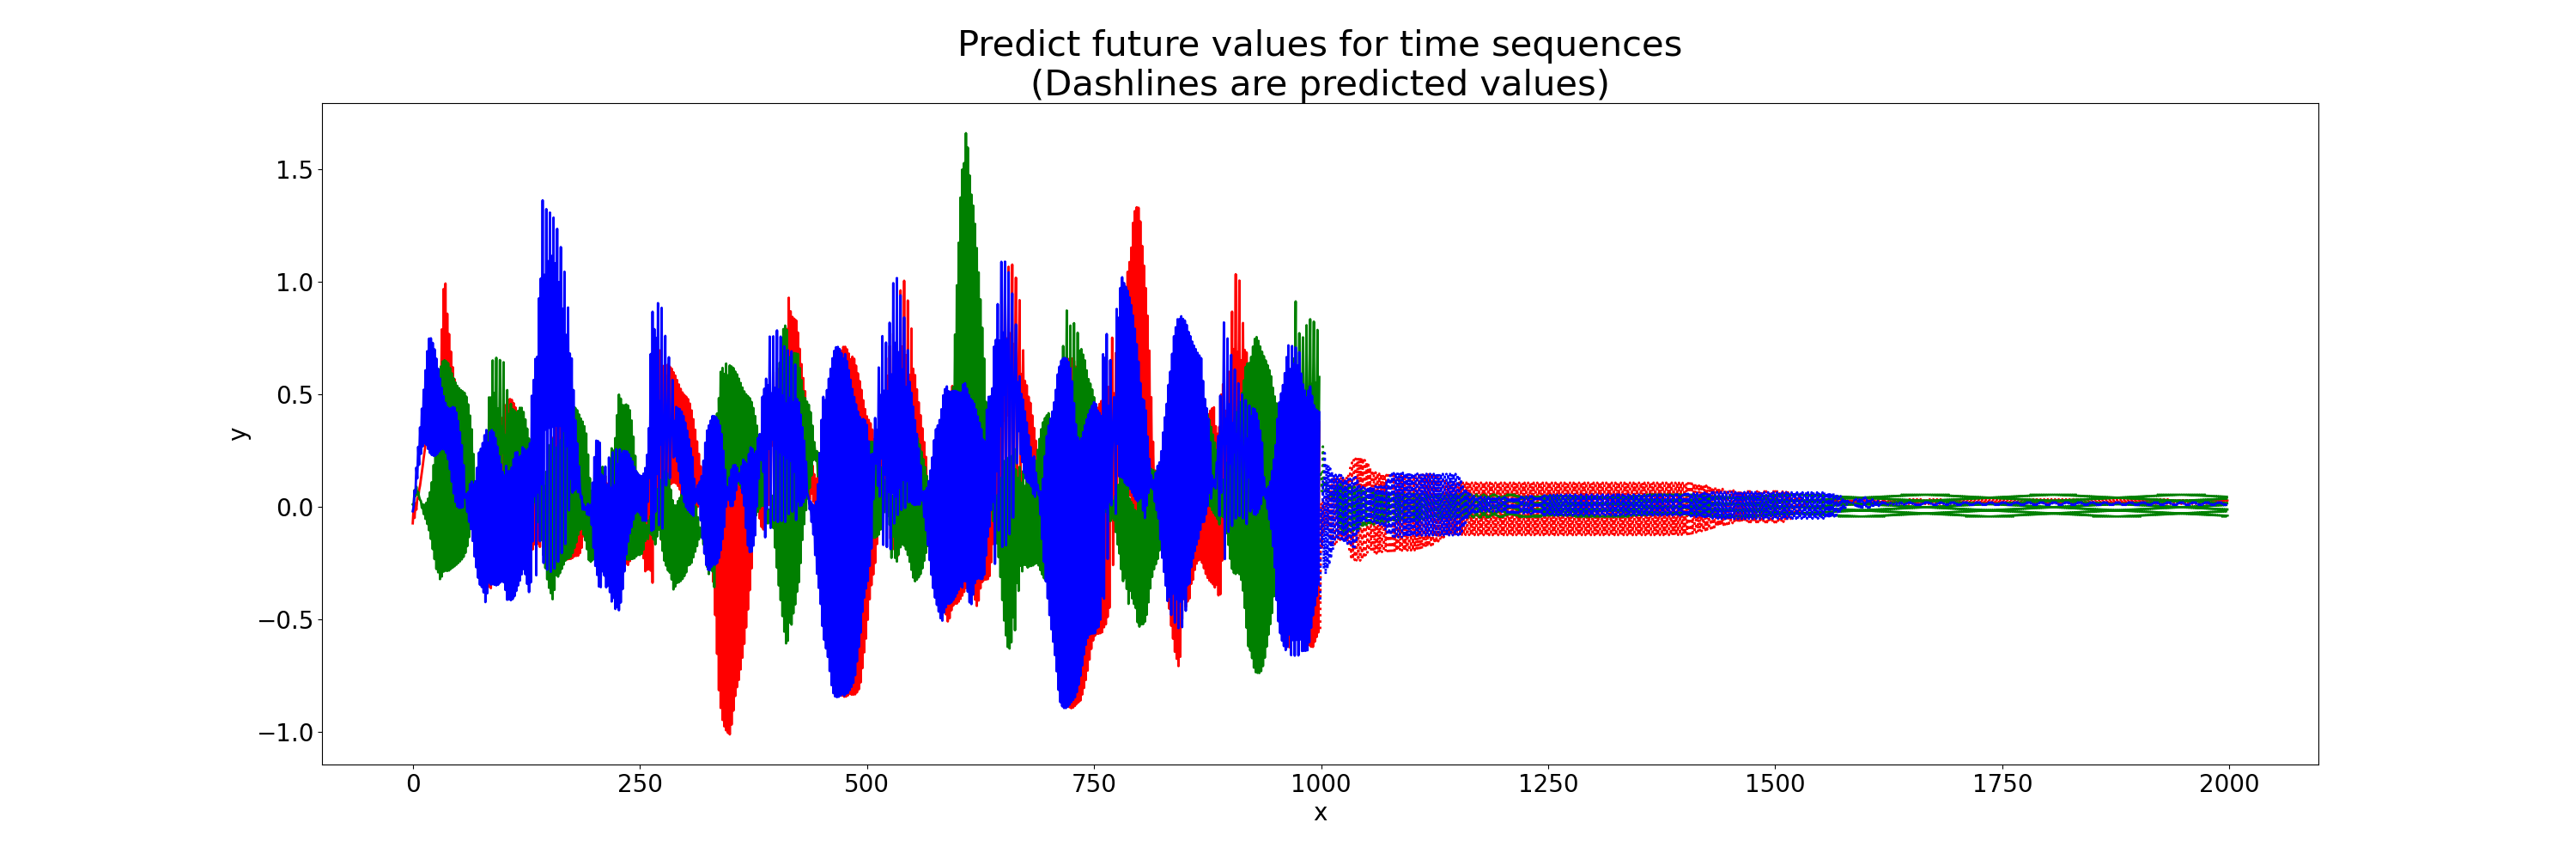 Predict future values for time sequences
(Dashlines are predicted values)
1.5
1.0
0.5
0.0
−0.5
−1.0
y
0 250 500 750 1000 1250 1500 1750 2000
x